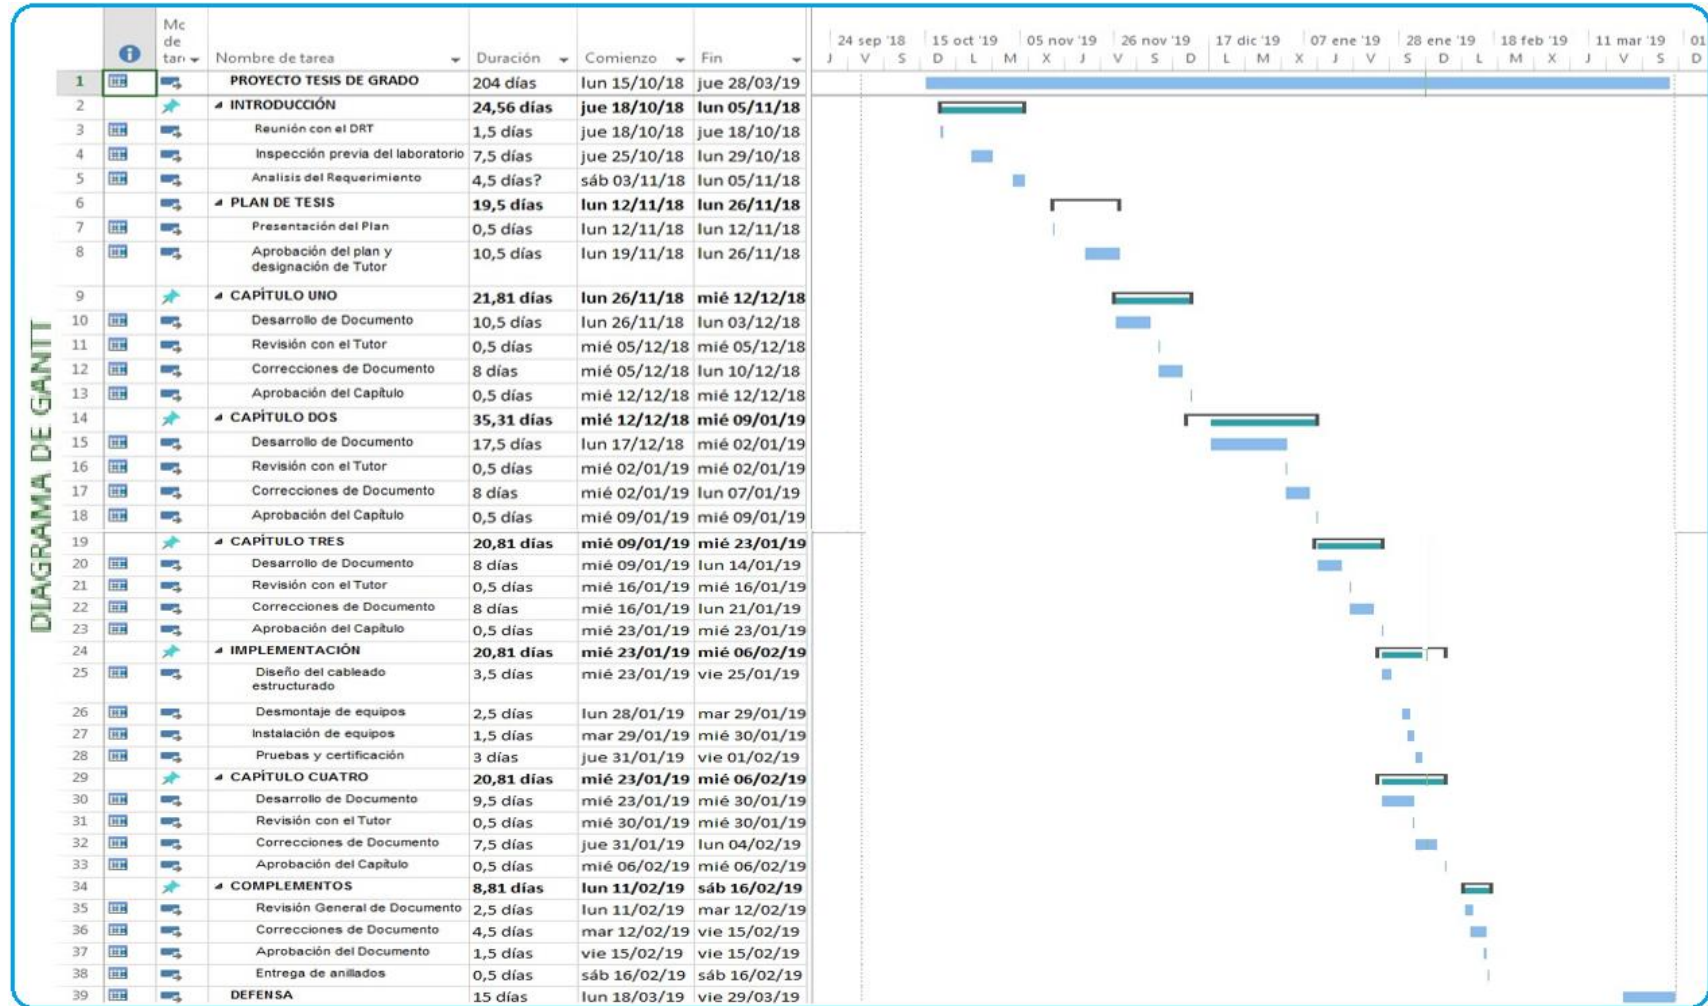 DIAGRAMA DE GANTT
Mc
de
tar Nombre de tarea Duración Comienzo Fin
24 sep '18 15 oct '19 05 nov '19 26 nov '19 17 dic '19 07 ene '19 28 ene '19 18 feb '19 11 mar '19 01
J V S D L M X J V S D L M X J V S D L M X J V S D
1 PROYECTO TESIS DE GRADO 204 días lun 15/10/18 jue 28/03/19
2 INTRODUCCIÓN 24,56 días jue 18/10/18 lun 05/11/18
3 Reunión con el DRT 1,5 días jue 18/10/18 jue 18/10/18
4 Inspección previa del laboratorio 7,5 días jue 25/10/18 lun 29/10/18
5 Analisis del Requerimiento 4,5 días? sáb 03/11/18 lun 05/11/18
6 PLAN DE TESIS 19,5 días lun 12/11/18 lun 26/11/18
7 Presentación del Plan 0,5 días lun 12/11/18 lun 12/11/18
8 Aprobación del plan y 10,5 días lun 19/11/18 lun 26/11/18
designación de Tutor
9 CAPÍTULO UNO 21,81 días lun 26/11/18 mié 12/12/18
10 Desarrollo de Documento 10,5 días lun 26/11/18 lun 03/12/18
11 Revisión con el Tutor 0,5 días mié 05/12/18 mié 05/12/18
12 Correcciones de Documento 8 días mié 05/12/18 lun 10/12/18
13 Aprobación del Capítulo 0,5 días mié 12/12/18 mié 12/12/18
14 CAPÍTULO DOS 35,31 días mié 12/12/18 mié 09/01/19
15 Desarrollo de Documento 17,5 días lun 17/12/18 mié 02/01/19
16 Revisión con el Tutor 0,5 días mié 02/01/19 mié 02/01/19
17 Correcciones de Documento 8 días mié 02/01/19 lun 07/01/19
18 Aprobación del Capítulo 0,5 días mié 09/01/19 mié 09/01/19
19 CAPÍTULO TRES 20,81 días mié 09/01/19 mié 23/01/19
20 Desarrollo de Documento 8 días mié 09/01/19 lun 14/01/19
21 Revisión con el Tutor 0,5 días mié 16/01/19 mié 16/01/19
22 Correcciones de Documento 8 días mié 16/01/19 lun 21/01/19
23 Aprobación del Capítulo 0,5 días mié 23/01/19 mié 23/01/19
24 IMPLEMENTACIÓN 20,81 días mié 23/01/19 mié 06/02/19
25 Diseño del cableado 3,5 días mié 23/01/19 vie 25/01/19
estructurado
26 Desmontaje de equipos 2,5 días lun 28/01/19 mar 29/01/19
27 Instalación de equipos 1,5 días mar 29/01/19 mié 30/01/19
28 Pruebas y certificación 3 días jue 31/01/19 vie 01/02/19
29 CAPÍTULO CUATRO 20,81 días mié 23/01/19 mié 06/02/19
30 Desarrollo de Documento 9,5 días mié 23/01/19 mié 30/01/19
31 Revisión con el Tutor 0,5 días mié 30/01/19 mié 30/01/19
32 Correcciones de Documento 7,5 días jue 31/01/19 lun 04/02/19
33 Aprobación del Capítulo 0,5 días mié 06/02/19 mié 06/02/19
34 COMPLEMENTOS 8,81 días lun 11/02/19 sáb 16/02/19
35 Revisión General de Documento 2,5 días lun 11/02/19 mar 12/02/19
36 Correcciones de Documento 4,5 días mar 12/02/19 vie 15/02/19
37 Aprobación del Documento 1,5 días vie 15/02/19 vie 15/02/19
38 Entrega de anillados 0,5 días sáb 16/02/19 sáb 16/02/19
39 DEFENSA 15 días lun 18/03/19 vie 29/03/19